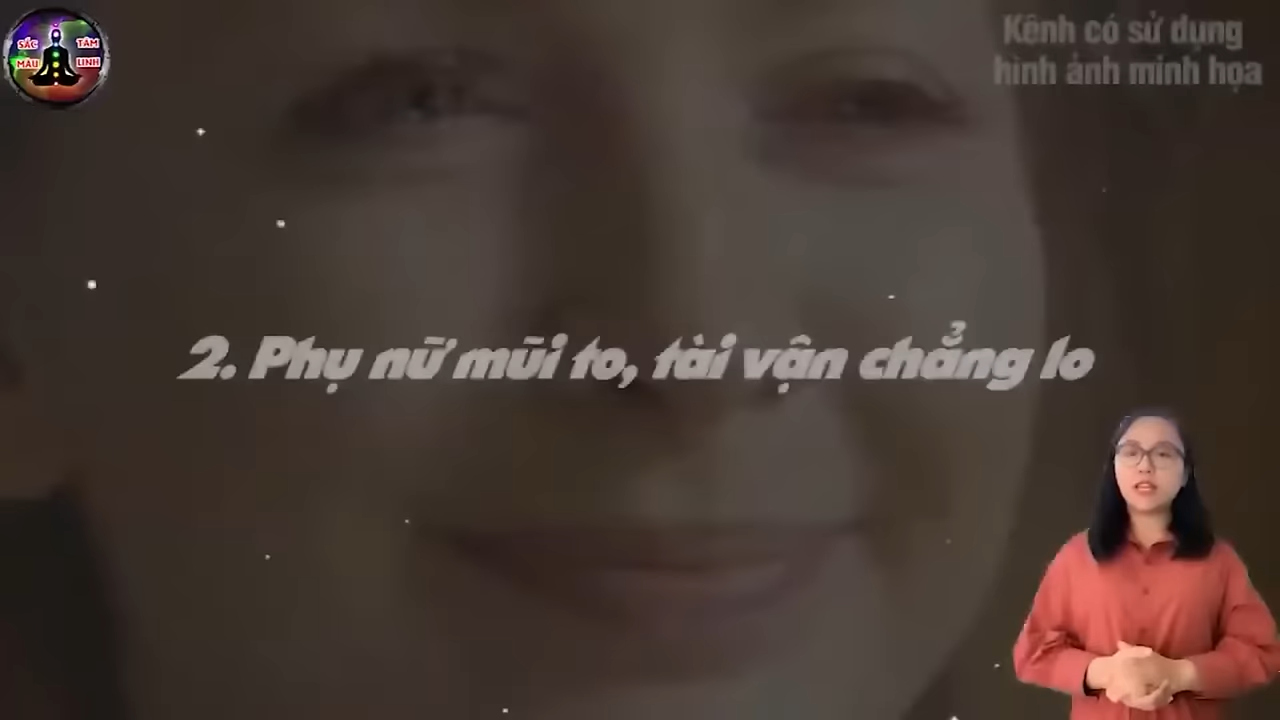 SẮC
MÀU
TÂM
LINH
Kênh có sử dụng
hình ảnh minh họa
2. Phụ nữ mũi to, tài vận chẳng lo